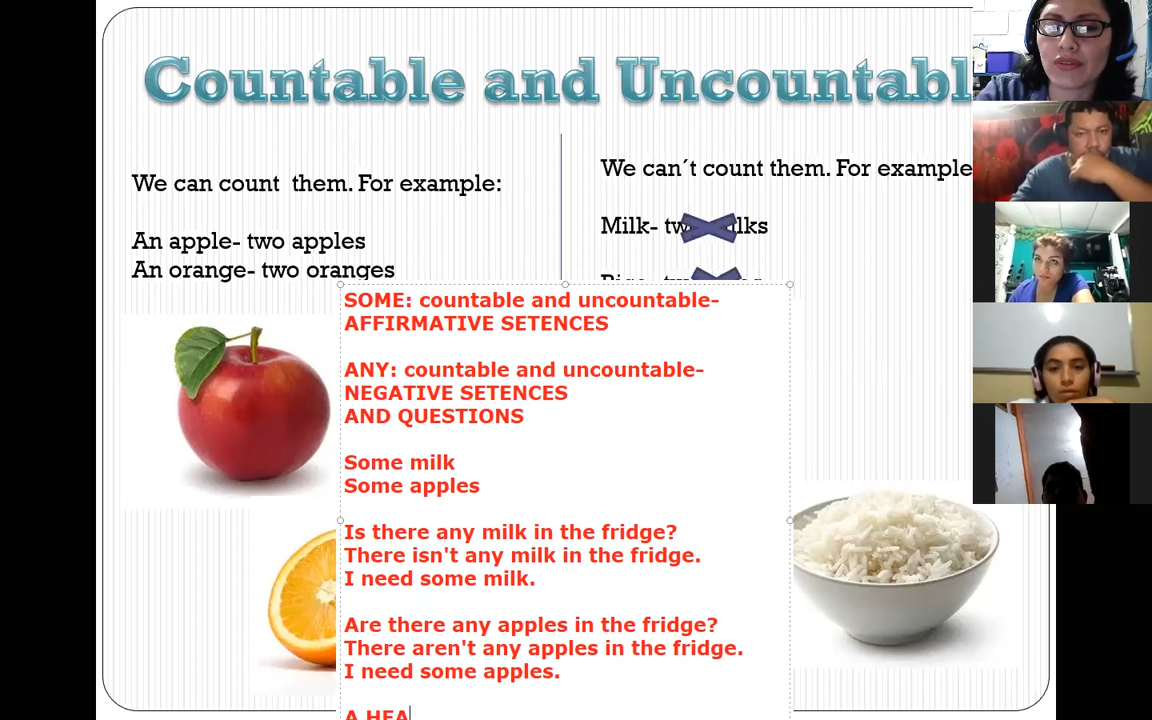 Countable and Uncountabl
We can count them. For example:
An apple- two apples
An orange- two oranges
We can´t count them. For example
Milk- tw lks
SOME: countable and uncountable-
AFFIRMATIVE SETENCES
ANY: countable and uncountable-
NEGATIVE SETENCES
AND QUESTIONS
Some milk
Some apples
Is there any milk in the fridge?
There isn't any milk in the fridge.
I need some milk.
Are there any apples in the fridge?
There aren't any apples in the fridge.
I need some apples.
A HEA